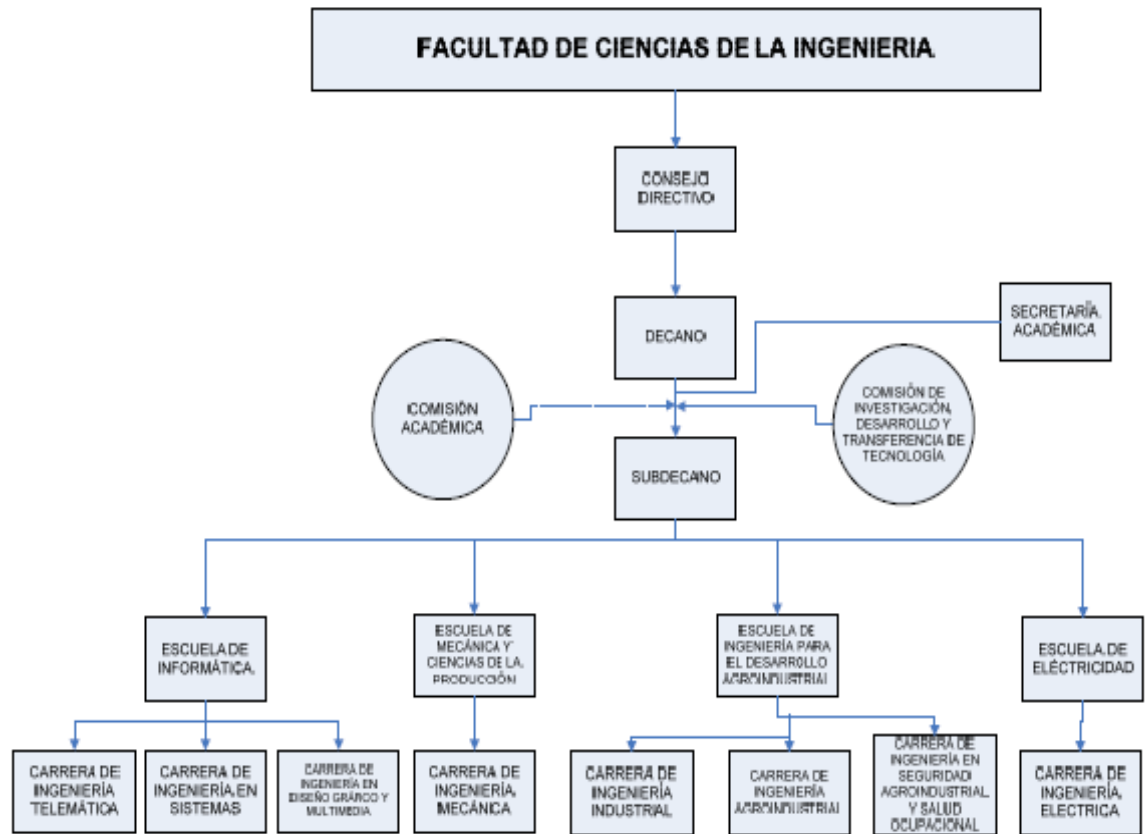 FACULTAD DE CIENCIAS DE LA INGENIERIA
CONSEJO
DIRECTIVO
DECANO
SECRETARÍA
ACADÉMICA
COMISIÓN
ACADÉMICA
COMISIÓN DE
INVESTIGACIÓN,
DESARROLLO Y
TRANSFERENCIA DE
TECNOLOGÍA
SUBDECANO
ESCUELA DE
INFORMÁTICA
ESCUELA DE
MECÁNICA Y
CIENCIAS DE LA
PRODUCCIÓN
ESCUELA DE
INGENIERÍA PARA
EL DESARROLLO
AGROINDUSTRIAL
ESCUELA DE
ELÉCTRICIDAD
CARRERA DE
INGENIERÍA
TELEMÁTICA
CARRERA DE
INGENIERÍA EN
SISTEMAS
CARRERA DE
INGENIERÍA EN
DISEÑO GRÁFICO Y
MULTIMEDIA
CARRERA DE
INGENIERÍA
MECÁNICA
CARRERA DE
INGENIERÍA
INDUSTRIAL
CARRERA DE
INGENIERÍA
AGROINDUSTRIAL
CARRERA DE
INGENIERÍA EN
SEGURIDAD
AGROINDUSTRIAL
Y SALUD
OCUPACIONAL
CARRERA DE
INGENIERÍA
ELECTRICA